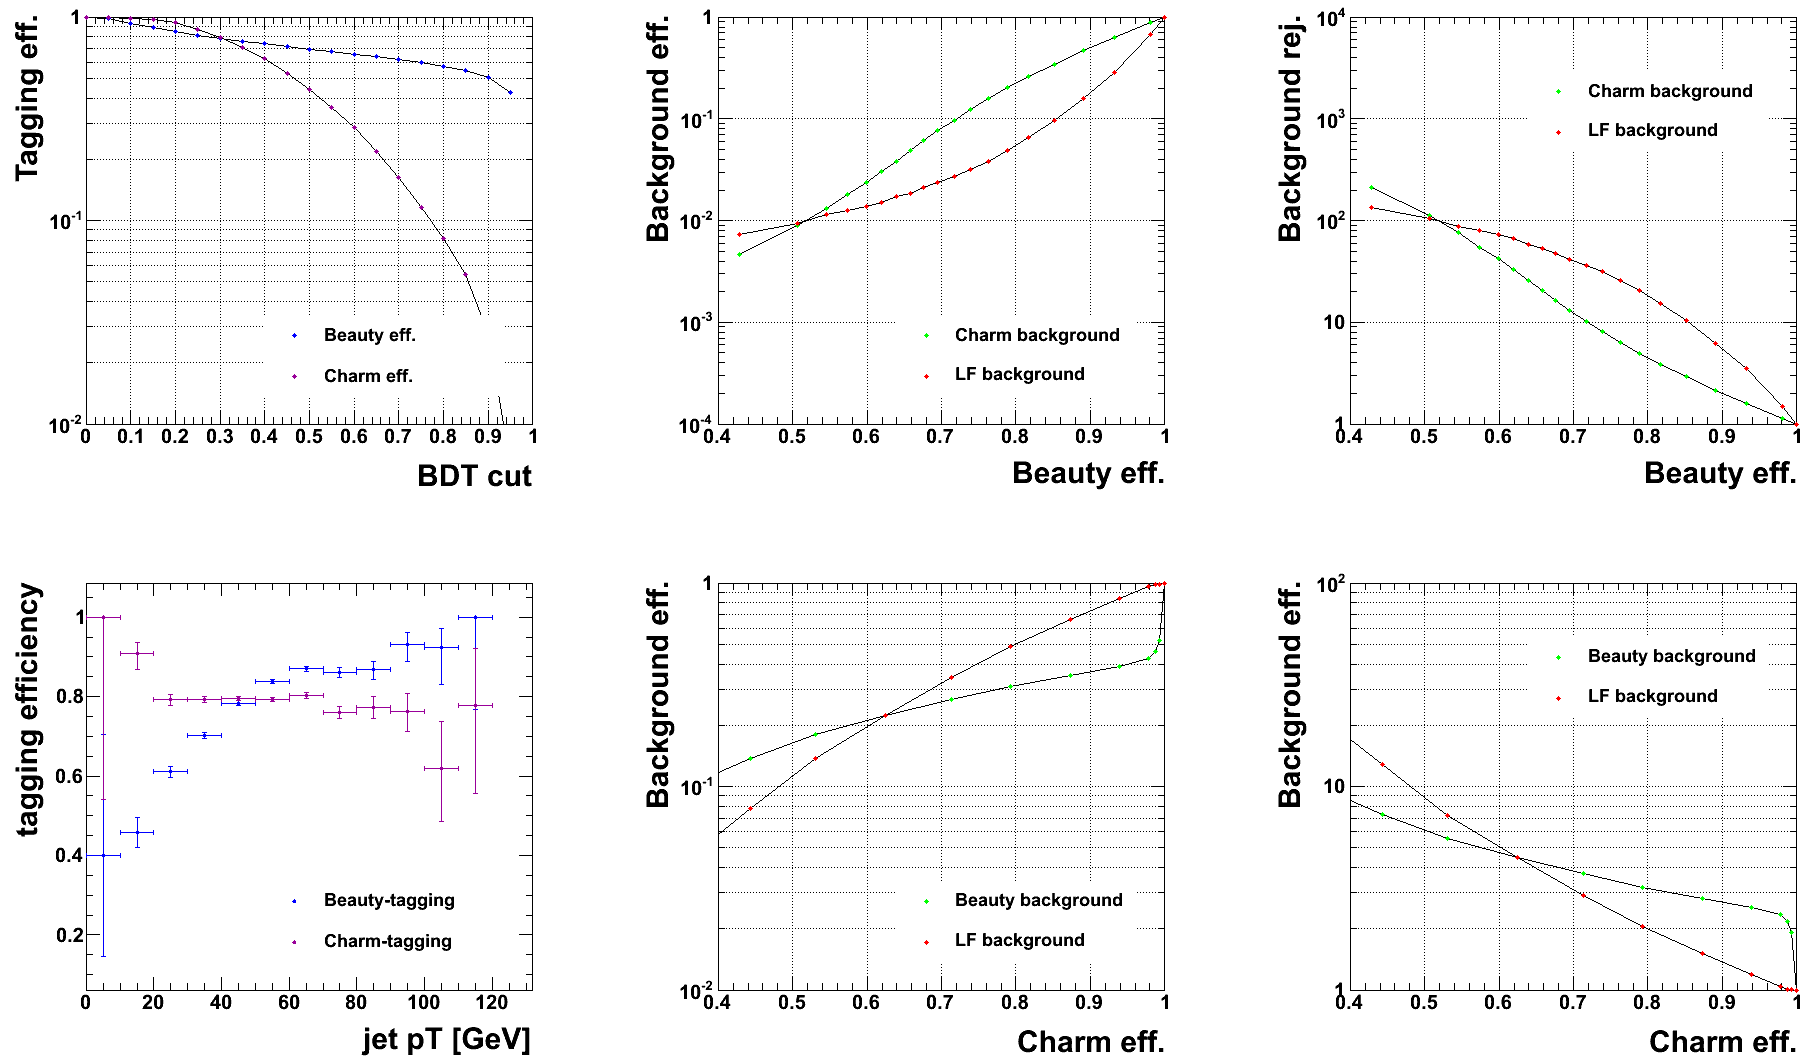 Tagging eff.
1
10-1
10-2
0 0.1 0.2 0.3 0.4 0.5 0.6 0.7 0.8 0.9 1
BDT cut
Beauty eff.
Charm eff.
Background eff.
1
10-1
10-2
10-3
10-4
0.4 0.5 0.6 0.7 0.8 0.9 1
Beauty eff.
Charm background
LF background
Background rej.
104
103
102
10
1
0.4 0.5 0.6 0.7 0.8 0.9 1
Beauty eff.
Charm background
LF background
tagging efficiency
1
0.8
0.6
0.4
0.2
0 20 40 60 80 100 120
jet pT [GeV]
Beauty-tagging
Charm-tagging
Background eff.
1
10-1
10-2
0.4 0.5 0.6 0.7 0.8 0.9 1
Charm eff.
Beauty background
LF background
Background eff.
102
10
1
0.4 0.5 0.6 0.7 0.8 0.9 1
Charm eff.
Beauty background
LF background